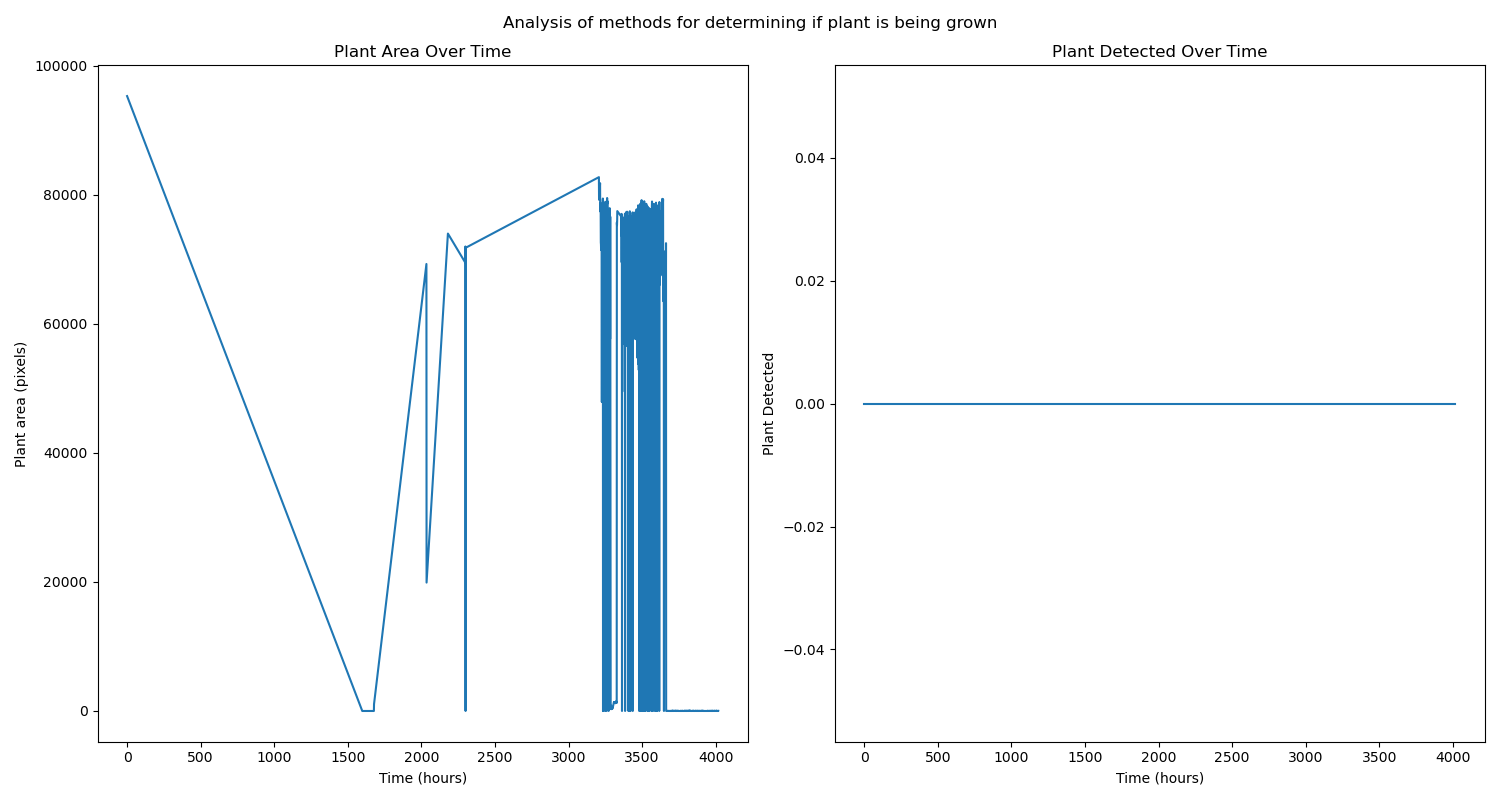 Analysis of methods for determining if plant is being grown
Plant Area Over Time
100000
80000
60000
40000
20000
0
Plant area (pixels)
0 500 1000 1500 2000 2500 3000 3500 4000
Time (hours)
Plant Detected Over Time
0.04
0.02
0.00
−0.02
−0.04
Plant Detected
0 500 1000 1500 2000 2500 3000 3500 4000
Time (hours)